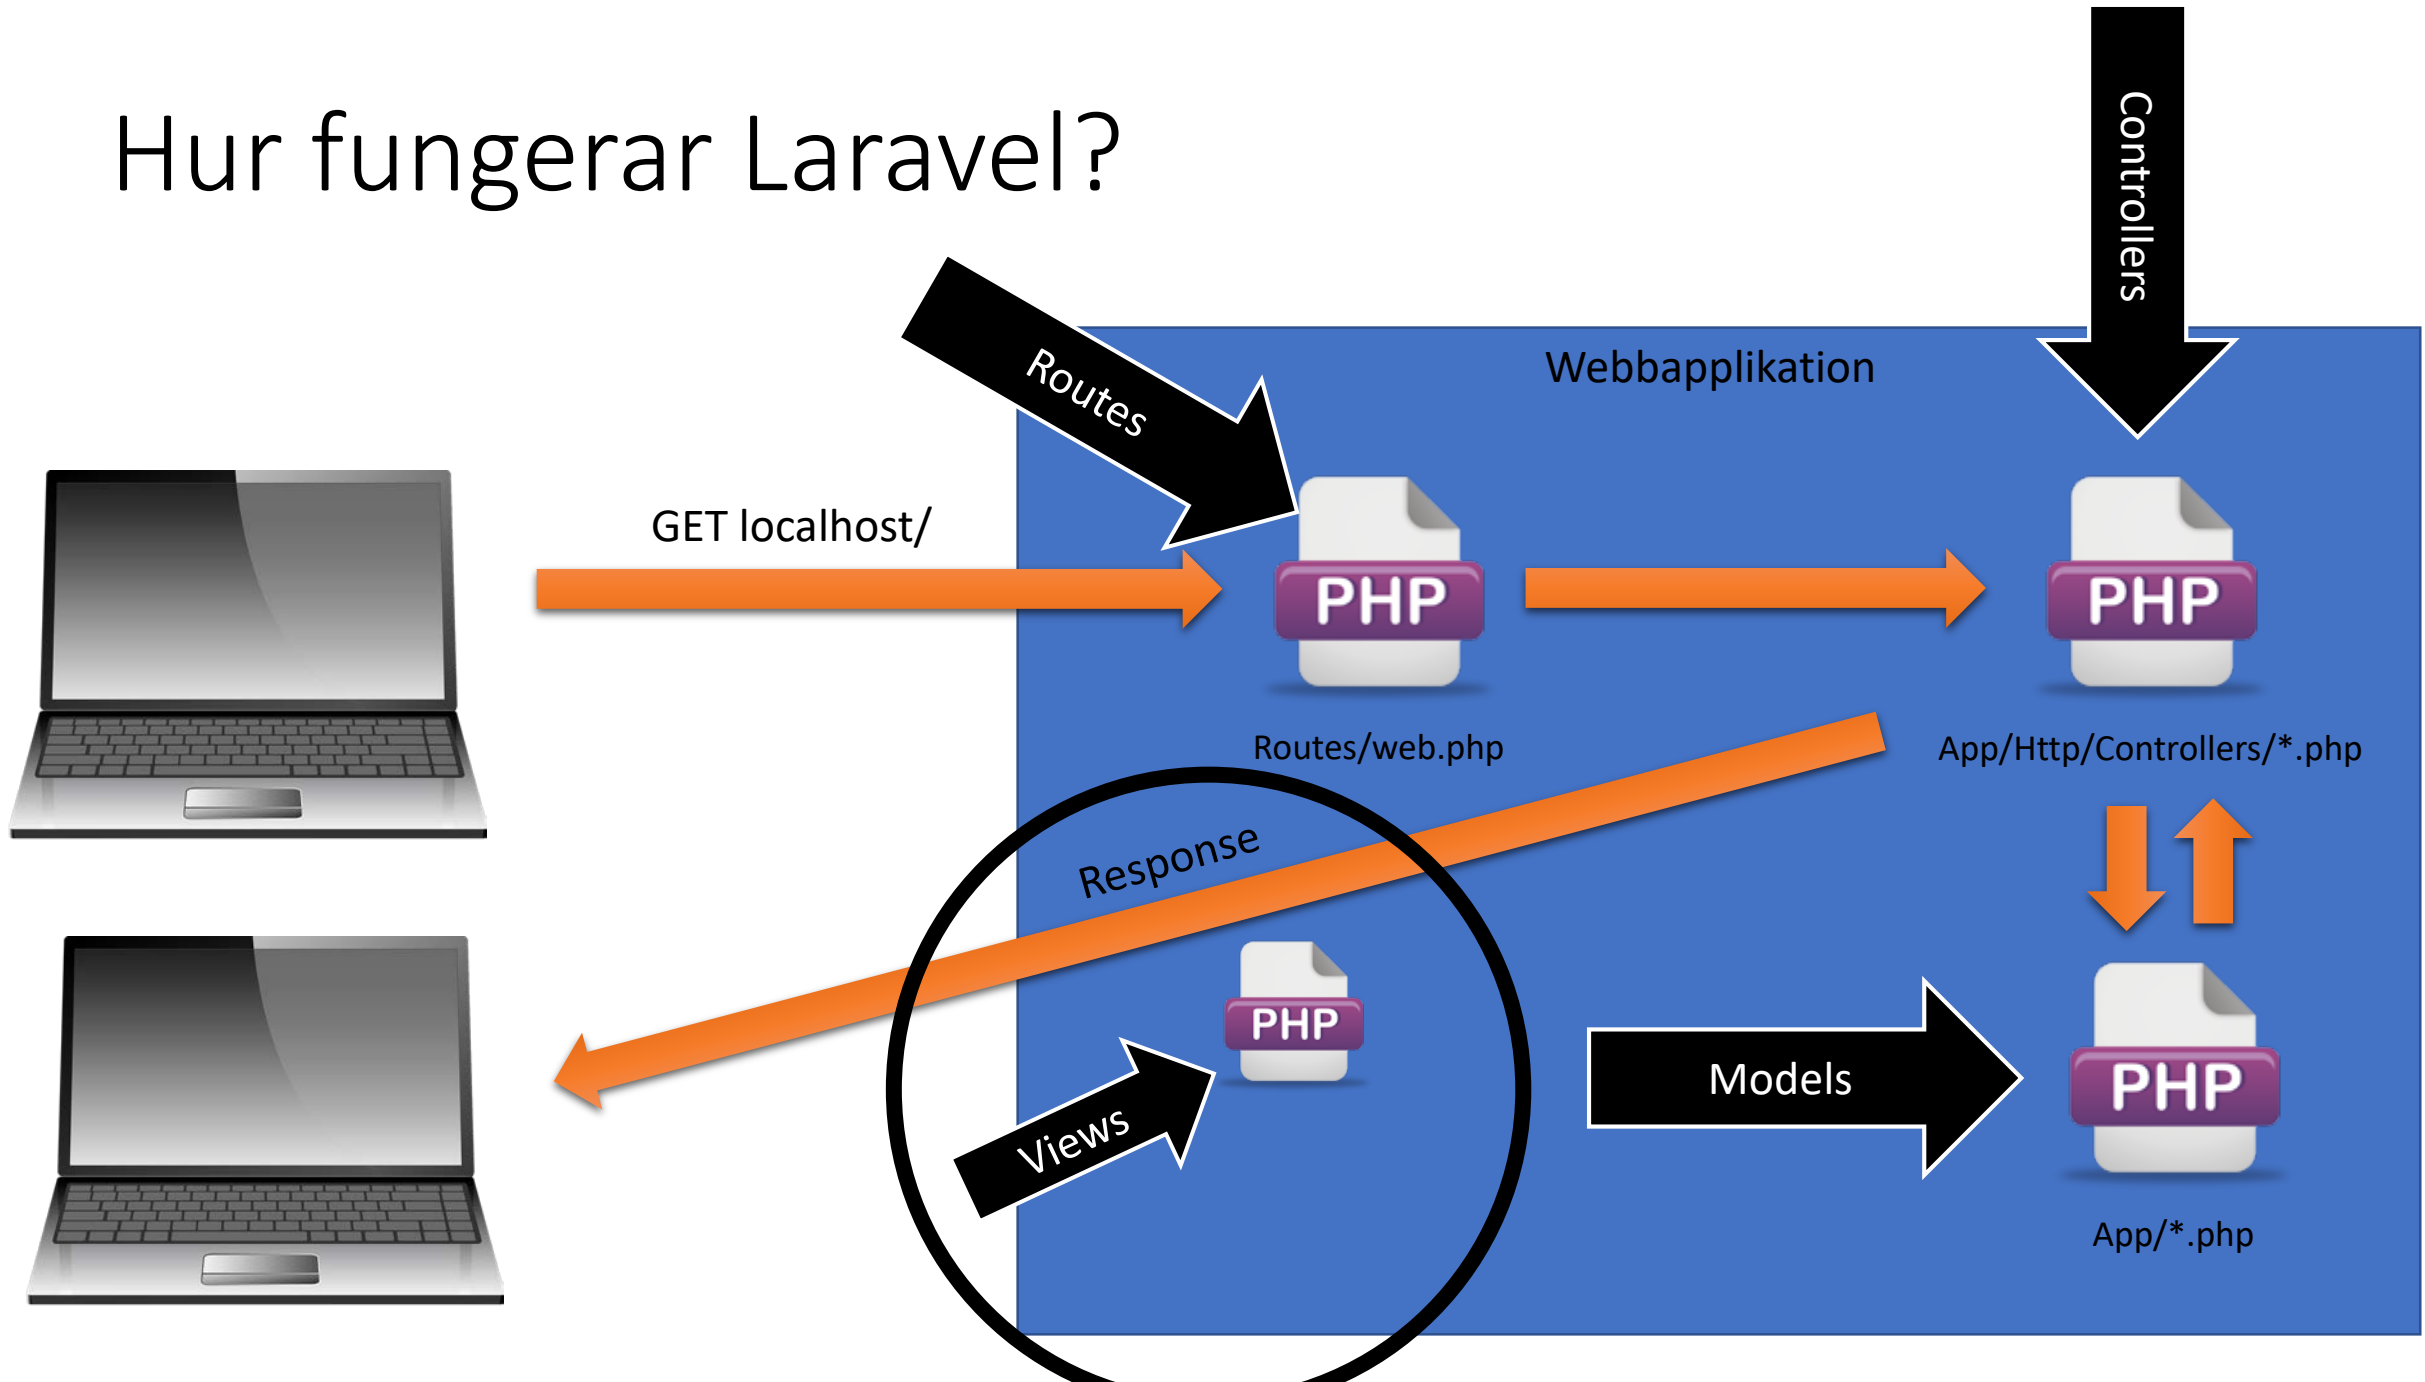 Hur fungerar Laravel?
Controllers
Routes
Webbapplikation
GET localhost/
PHP
PHP
Routes/web.php
App/Http/Controllers/*.php
Response
PHP
Views
Models
PHP
App/*.php